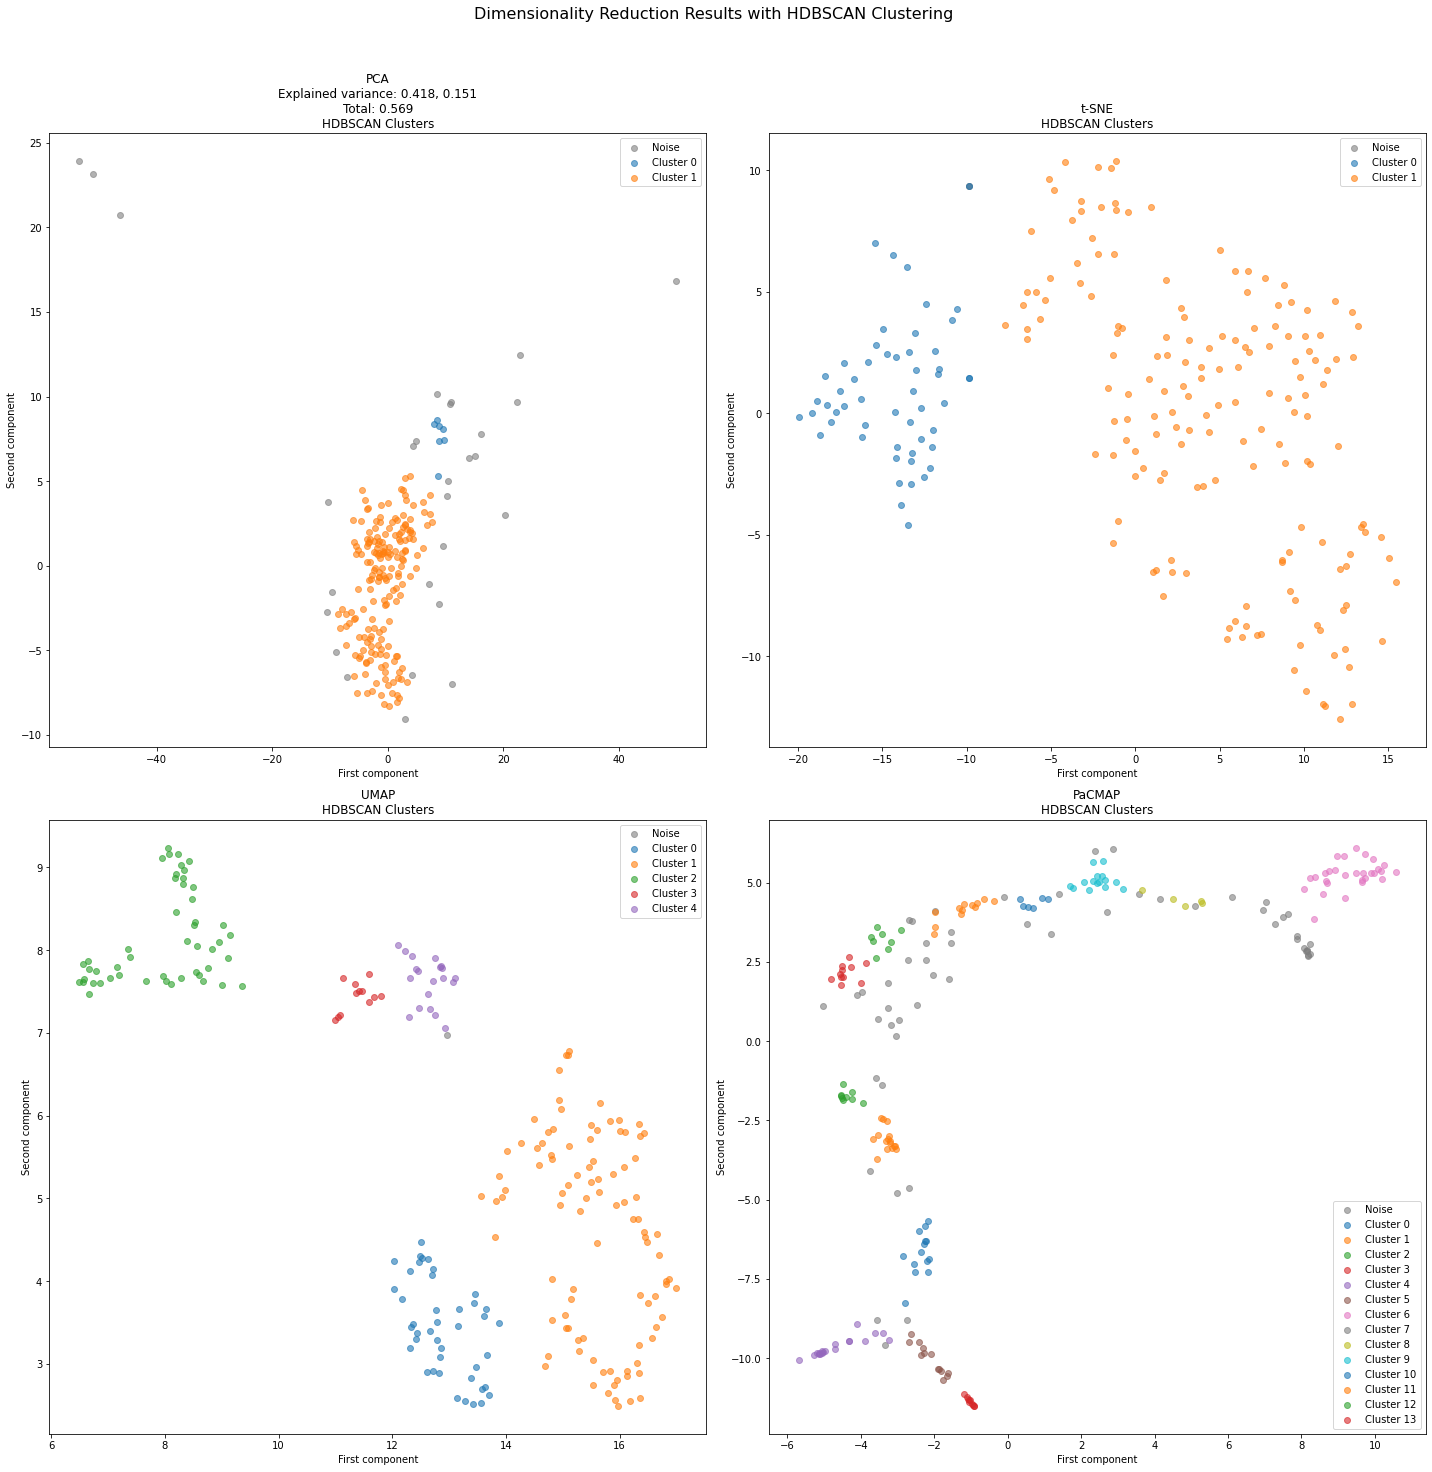 Dimensionality Reduction Results with HDBSCAN Clustering
PCA
Explained variance: 0.418, 0.151
Total: 0.569
HDBSCAN Clusters
Noise
Cluster 0
Cluster 1
25
20
15
10
5
0
−5
−10
Second component
−40
−20
0
20
40
First component
t-SNE
HDBSCAN Clusters
Noise
Cluster 0
Cluster 1
10
5
0
−5
−10
Second component
−20
−15
−10
−5
0
5
10
15
First component
UMAP
HDBSCAN Clusters
Noise
Cluster 0
Cluster 1
Cluster 2
Cluster 3
Cluster 4
9
8
7
6
5
4
3
Second component
6
8
10
12
14
16
First component
PaCMAP
HDBSCAN Clusters
5.0
2.5
0.0
−2.5
−5.0
−7.5
−10.0
Second component
Noise
Cluster 0
Cluster 1
Cluster 2
Cluster 3
Cluster 4
Cluster 5
Cluster 6
Cluster 7
Cluster 8
Cluster 9
Cluster 10
Cluster 11
Cluster 12
Cluster 13
−6
−4
−2
0
2
4
6
8
10
First component